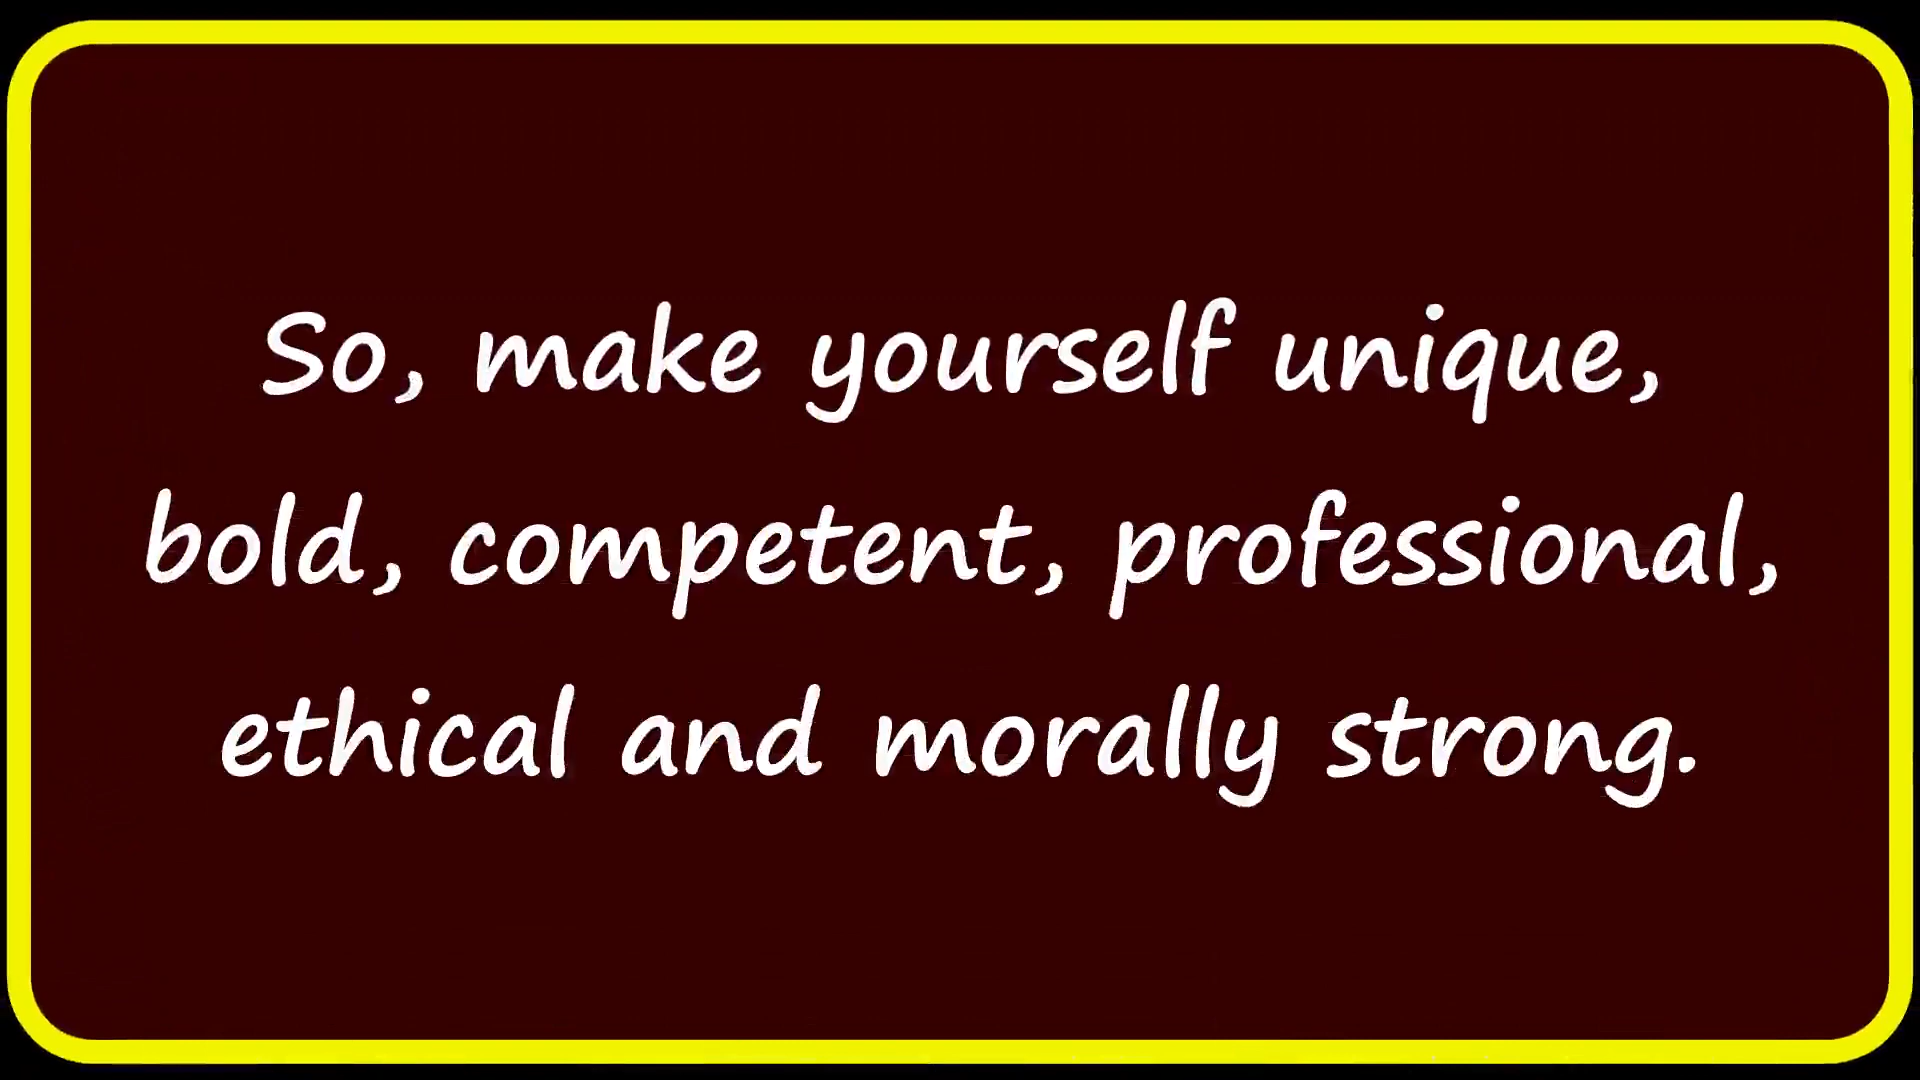 So, make yourself unique,
bold, competent, professional,
ethical and morally strong.